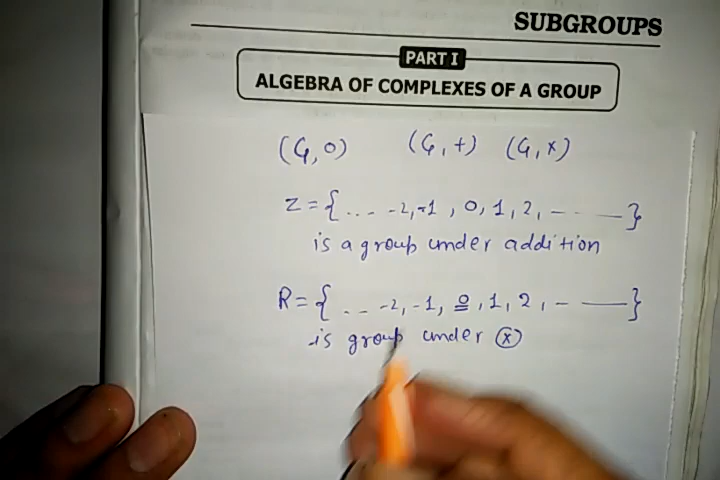 SUBGROUPS
PART I
ALGEBRA OF COMPLEXES OF A GROUP
(G, o) (G, +) (G, x)
Z = { ... -2, -1, 0, 1, 2, - - — }
is a group under addition
R = { ... -2, -1, 0, 1, 2, - — }
is group under (x)